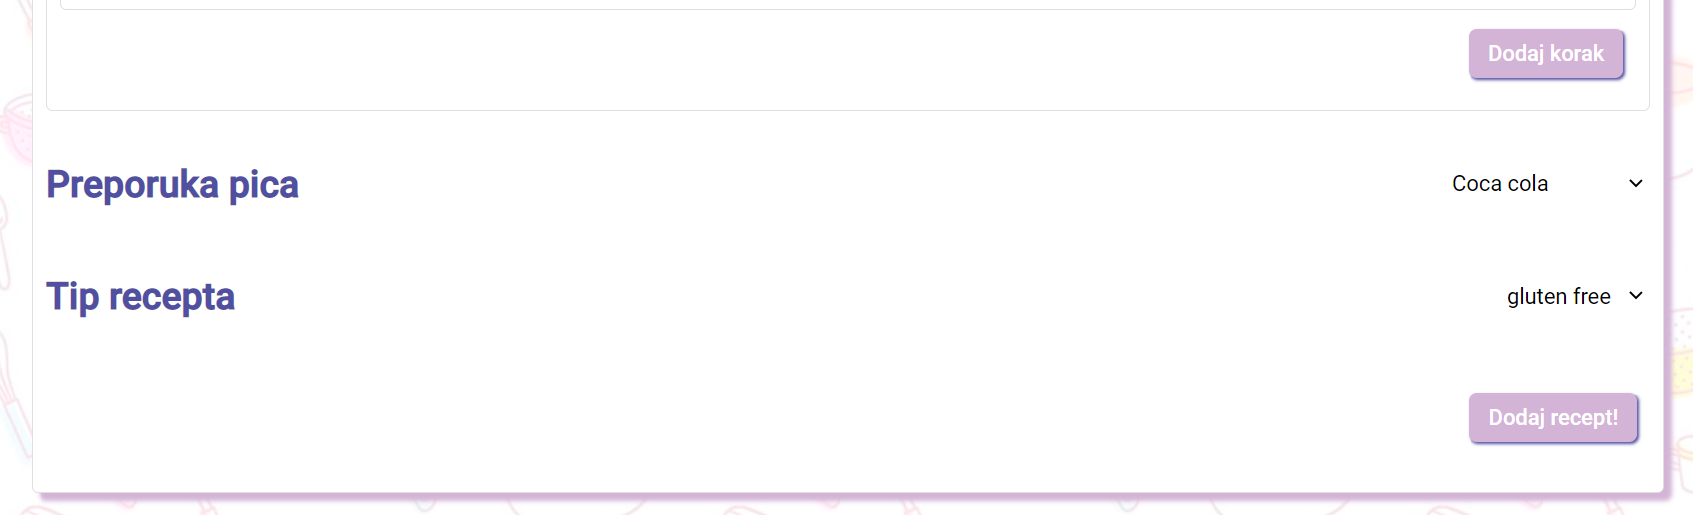 Dodaj korak
Preporuka pica
Coca cola
Tip recepta
gluten free
Dodaj recept!